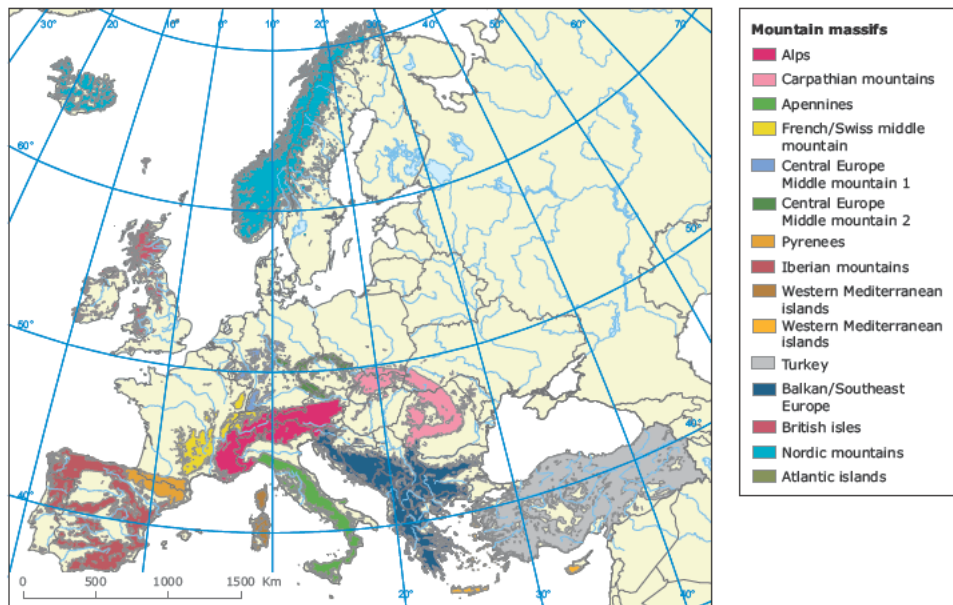 30°
20°
10°
0°
10°
20°
30°
40°
50°
60°
70°
60°
50°
50°
40°
40°
0
500
1000
1500 Km
0°
10°
20°
30°
40°
Mountain massifs
Alps
Carpathian mountains
Apennines
French/Swiss middle
mountain
Central Europe
Middle mountain 1
Central Europe
Middle mountain 2
Pyrenees
Iberian mountains
Western Mediterranean
islands
Western Mediterranean
islands
Turkey
Balkan/Southeast
Europe
British isles
Nordic mountains
Atlantic islands